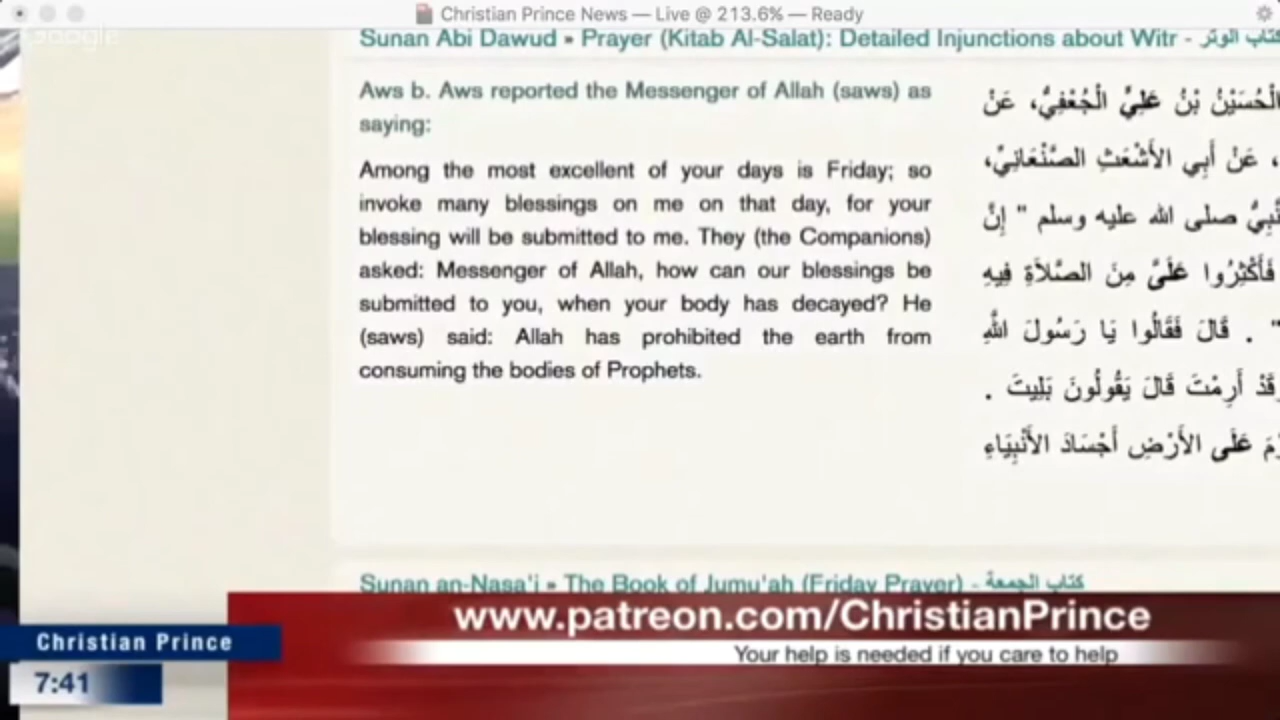 Christian Prince News — Live @ 213.6% — Ready
Google
Sunan Abi Dawud » Prayer (Kitab Al-Salat): Detailed Injunctions about Witr - كتاب الوتر
Aws b. Aws reported the Messenger of Allah (saws) as
saying:
Among the most excellent of your days is Friday; so
invoke many blessings on me on that day, for your
blessing will be submitted to me. They (the Companions)
asked: Messenger of Allah, how can our blessings be
submitted to you, when your body has decayed? He
(saws) said: Allah has prohibited the earth from
consuming the bodies of Prophets.
الْحُسَيْنُ بْنُ عَلِيٍّ الْجُعْفِيُّ، عَنْ
، عَنْ أَبِي الأَشْعَثِ الصَّنْعَانِيِّ،
صلى الله عليه وسلم " إِنَّ
فَأَكْثِرُوا عَلَىَّ مِنَ الصَّلاَةِ فِيهِ
" . قَالَ فَقَالُوا يَا رَسُولَ اللَّهِ
أَرِمْتَ قَالَ يَقُولُونَ بَلِيتَ .
عَلَى الأَرْضِ أَجْسَادَ الأَنْبِيَاءِ
Sunan an-Nasa'i » The Book of Jumu'ah (Friday Prayer) - كتاب الجمعة
www.patreon.com/ChristianPrince
Your help is needed if you care to help
Christian Prince
7:41